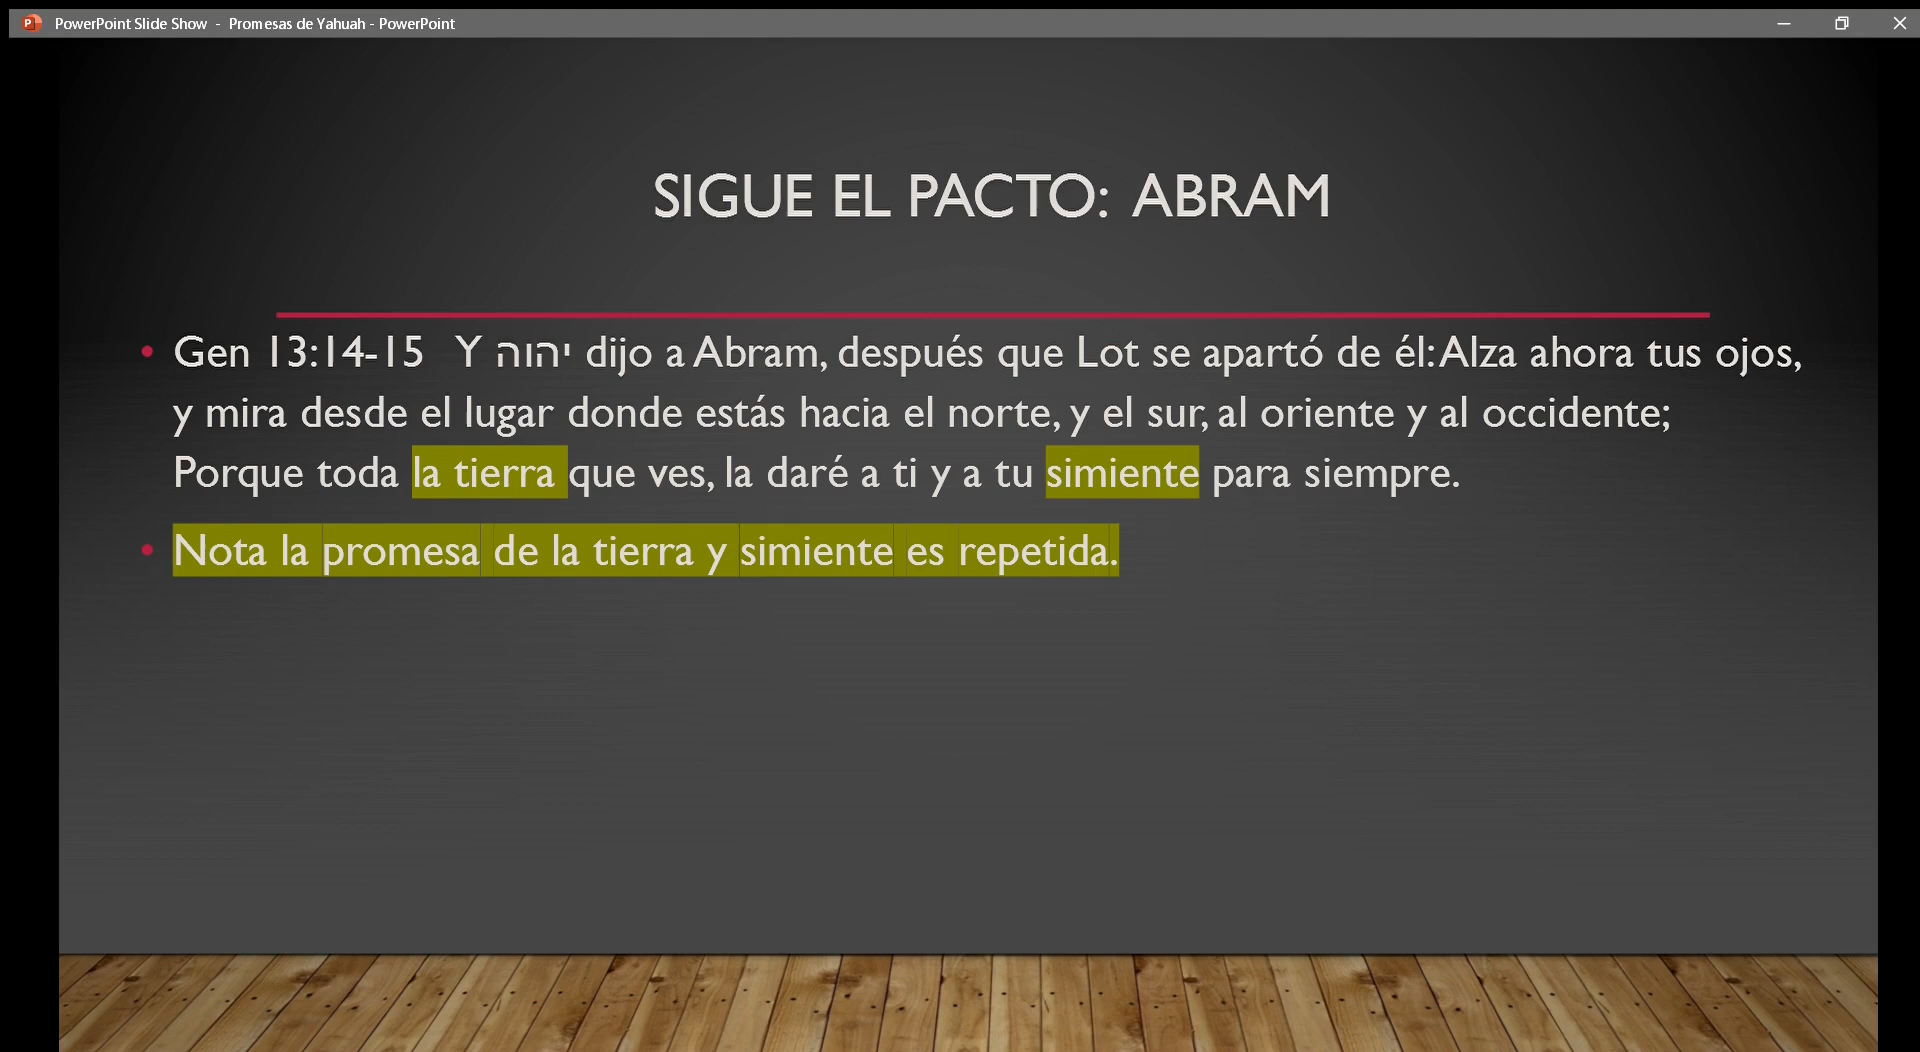 PowerPoint Slide Show - Promesas de Yahuah - PowerPoint
SIGUE EL PACTO: ABRAM
• Gen 13:14-15 Y יהוה dijo a Abram, después que Lot se apartó de él: Alza ahora tus ojos,
y mira desde el lugar donde estás hacia el norte, y el sur, al oriente y al occidente;
Porque toda la tierra que ves, la daré a ti y a tu simiente para siempre.
• Nota la promesa de la tierra y simiente es repetida.